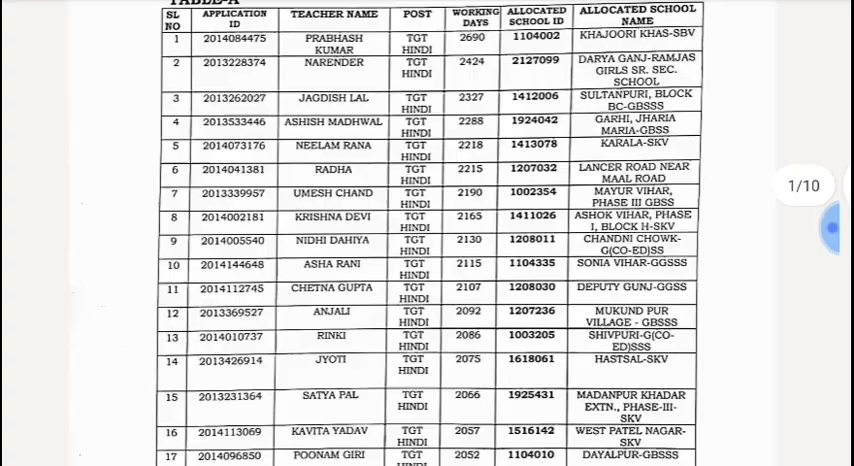 TABLE-A
SL NO | APPLICATION ID | TEACHER NAME | POST | WORKING DAYS | ALLOCATED SCHOOL ID | ALLOCATED SCHOOL NAME
1 | 2014084475 | PRABHASH KUMAR | TGT HINDI | 2690 | 1104002 | KHAJOORI KHAS-SBV
2 | 2013228374 | NARENDER | TGT HINDI | 2424 | 2127099 | DARYA GANJ-RAMJAS GIRLS SR. SEC. SCHOOL
3 | 2013262027 | JAGDISH LAL | TGT HINDI | 2327 | 1412006 | SULTANPURI, BLOCK BC-GBSSS
4 | 2013533446 | ASHISH MADHWAL | TGT HINDI | 2288 | 1924042 | GARHI, JHARIA MARIA-GBSS
5 | 2014073176 | NEELAM RANA | TGT HINDI | 2218 | 1413078 | KARALA-SKV
6 | 2014041381 | RADHA | TGT HINDI | 2215 | 1207032 | LANCER ROAD NEAR MAAL ROAD
7 | 2013339957 | UMESH CHAND | TGT HINDI | 2190 | 1002354 | MAYUR VIHAR, PHASE III GBSS
8 | 2014002181 | KRISHNA DEVI | TGT HINDI | 2165 | 1411026 | ASHOK VIHAR, PHASE I, BLOCK H-SKV
9 | 2014005540 | NIDHI DAHIYA | TGT HINDI | 2130 | 1208011 | CHANDNI CHOWK-G(CO-ED)SS
10 | 2014144648 | ASHA RANI | TGT HINDI | 2115 | 1104335 | SONIA VIHAR-GGSSS
11 | 2014112745 | CHETNA GUPTA | TGT HINDI | 2107 | 1208030 | DEPUTY GUNJ-GGSS
12 | 2013369527 | ANJALI | TGT HINDI | 2092 | 1207236 | MUKUND PUR VILLAGE - GBSSS
13 | 2014010737 | RINKI | TGT HINDI | 2086 | 1003205 | SHIVPURI-G(CO-ED)SSS
14 | 2013426914 | JYOTI | TGT HINDI | 2075 | 1618061 | HASTSAL-SKV
15 | 2013231364 | SATYA PAL | TGT HINDI | 2066 | 1925431 | MADANPUR KHADAR EXTN., PHASE-III-SKV
16 | 2014113069 | KAVITA YADAV | TGT HINDI | 2057 | 1516142 | WEST PATEL NAGAR-SKV
17 | 2014096850 | POONAM GIRI | TGT HINDI | 2052 | 1104010 | DAYALPUR-GBSSS
1/10